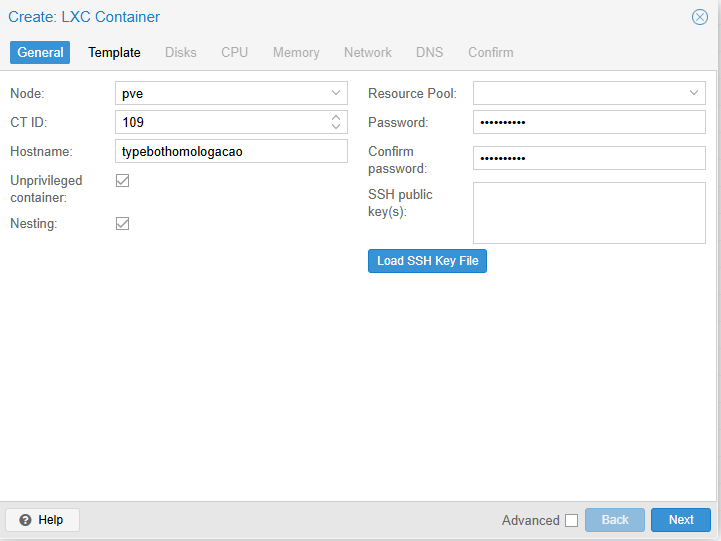 Create: LXC Container
General Template Disks CPU Memory Network DNS Confirm
Node: pve
CT ID: 109
Hostname: typebothomologacao
Unprivileged
container:
Nesting:
Resource Pool:
Password: ••••••••••
Confirm
password: ••••••••••
SSH public
key(s):
Load SSH Key File
Help
Advanced
Back
Next